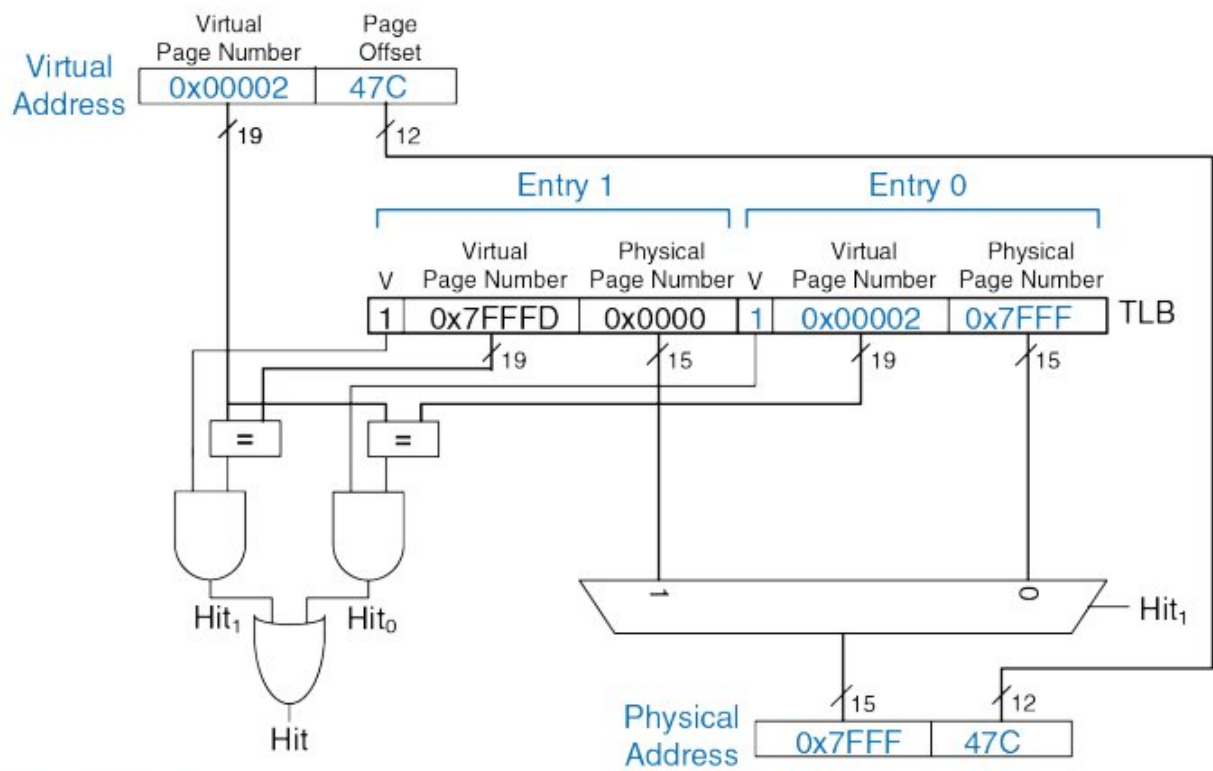 Virtual
Page Number
Page
Offset
Virtual
Address
0x00002
47C
19
12
Entry 1
Entry 0
V
Virtual
Page Number
Physical
Page Number
V
Virtual
Page Number
Physical
Page Number
1
0x7FFFD
0x0000
1
0x00002
0x7FFF
TLB
19
15
19
15
=
=
1
0
Hit₁
Hit₀
Hit₁
Hit
15
12
Physical
Address
0x7FFF
47C